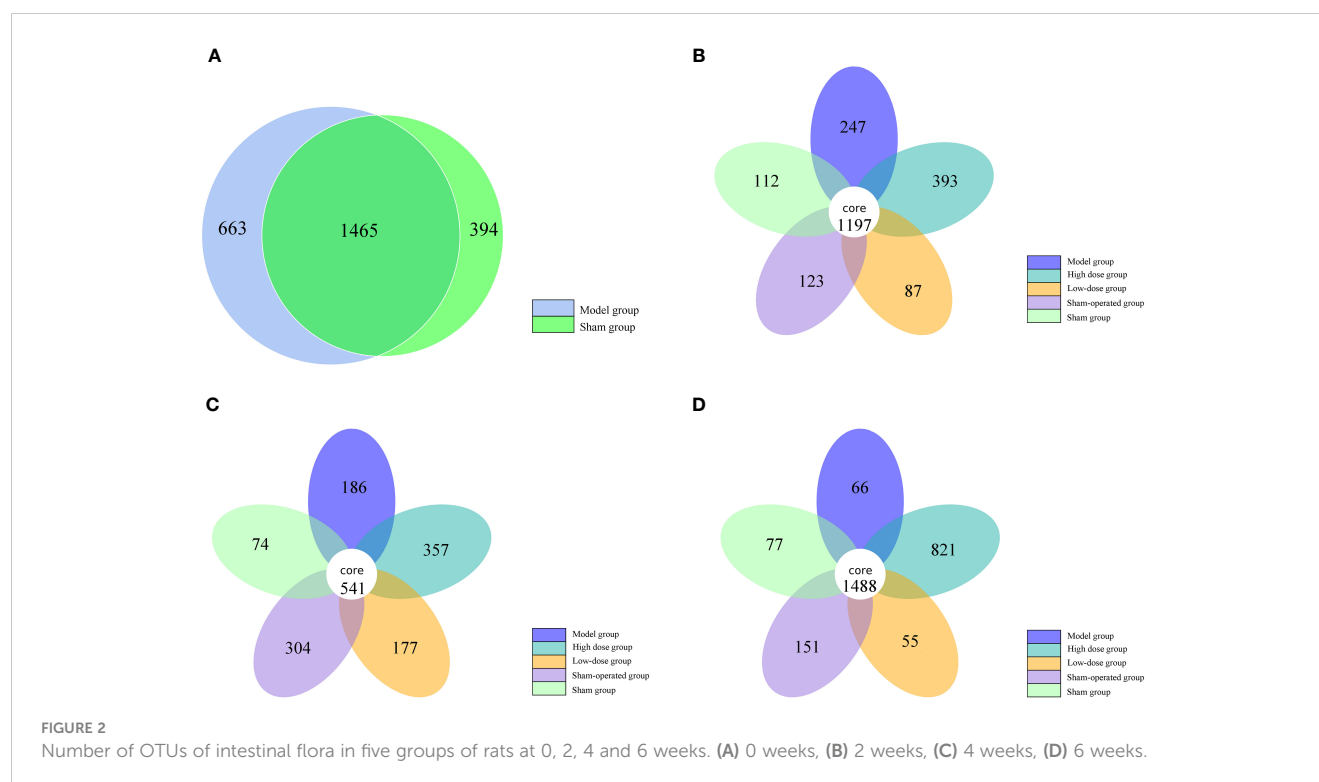 A
663
1465
394
Model group
Sham group
B
247
112
393
core
1197
123
87
Model group
High dose group
Low-dose group
Sham-operated group
Sham group
C
186
74
357
core
541
304
177
Model group
High dose group
Low-dose group
Sham-operated group
Sham group
D
66
77
821
core
1488
151
55
Model group
High dose group
Low-dose group
Sham-operated group
Sham group
FIGURE 2
Number of OTUs of intestinal flora in five groups of rats at 0, 2, 4 and 6 weeks. (A) 0 weeks, (B) 2 weeks, (C) 4 weeks, (D) 6 weeks.